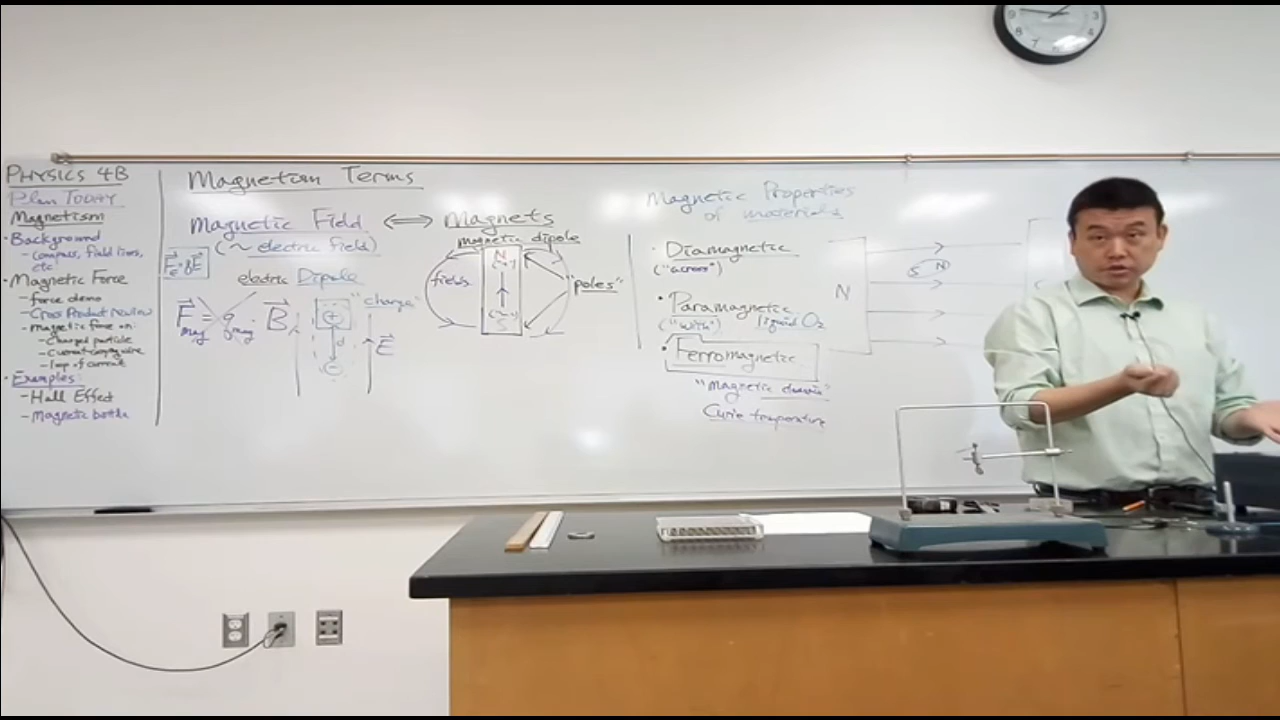 PHYSICS 4B
Plan TODAY
Magnetism
• Background
- compass, field lines, etc.
• Magnetic Force
- force demo
- Cross Product review
- magnetic force on:
- charged particle
- current-carrying wire
- loop of current
• Examples:
- Hall Effect
- Magnetic bottle
Magnetism Terms
Magnetic Field ⟺ Magnets
(~ electric field)
magnetic dipole
electric Dipole
"charge"
F mag = q mag · B
+
d
−
E
fields
N
(+)
(−)
S
"poles"
Magnetic Properties
of materials
• Diamagnetic
("across")
• Paramagnetic
("with") liquid O2
• Ferromagnetic
"Magnetic domain"
Curie temperature
N
S N